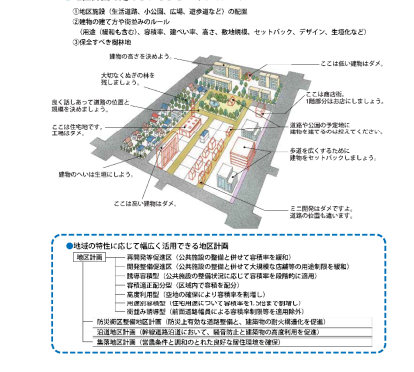 ①地区施設（生活道路、小公園、広場、遊歩道など）の配置
②建物の建て方や街並みのルール
（用途（緩和も含む）、容積率、建ぺい率、高さ、敷地規模、セットバック、デザイン、生垣化など）
③保全すべき樹林地
建物の高さを決めよう。
ここは低い建物はダメ。
大切なくぬぎの林を
残しましょう。
ここは商店街。
1階部分はお店にしましょう。
良く話しあって道路の位置と
規模を決めましょう。
道路や公園の予定地に
建物を建てるのは控えてください。
ここは住宅地です。
工場はダメ。
歩道を広くするために
建物をセットバックしましょう。
建物のへいは生垣にしよう。
ここは高い建物はダメ。
ミニ開発はダメですよ。
道路の位置も違います。
●地域の特性に応じて幅広く活用できる地区計画
地区計画
再開発等促進区（公共施設の整備と併せて容積率を緩和）
開発整備促進区（公共施設の整備と併せて大規模な店舗等の用途制限を緩和）
誘導容積型（公共施設の整備状況に応じて容積率を段階的に適用）
容積適正配分型（区域内で容積を配分）
高度利用型（空地の確保により容積率を割増し）
用途別容積型（住宅用途について容積率を1.5倍まで割増し）
街並み誘導型（前面道路幅員による容積率制限等を適用除外）
防災街区整備地区計画（防災上有効な道路整備と、建築物の耐火構造化を促進）
沿道地区計画（幹線道路沿道において、騒音防止と建築物の高度利用を促進）
集落地区計画（営農条件と調和のとれた良好な居住環境を確保）